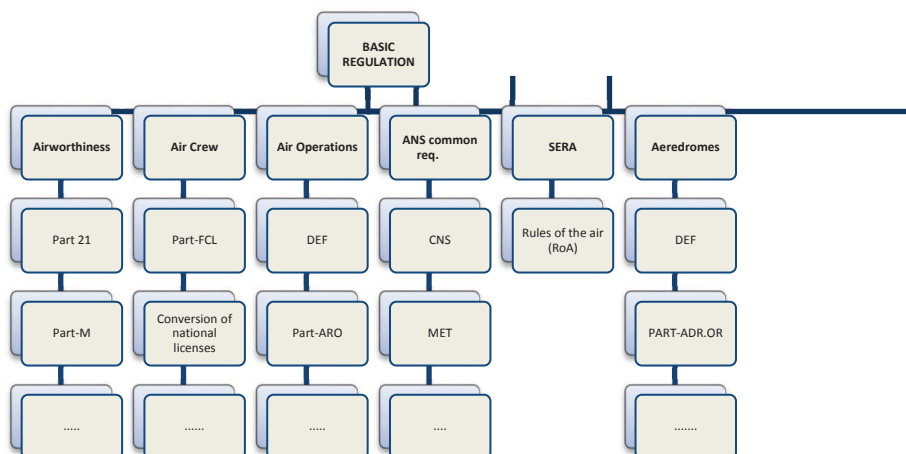 BASIC
REGULATION
Airworthiness
Air Crew
Air Operations
ANS common
req.
SERA
Aeredromes
Part 21
Part-FCL
DEF
CNS
Rules of the air
(RoA)
DEF
Part-M
Conversion of
national
licenses
Part-ARO
MET
PART-ADR.OR
.....
......
.....
....
.......